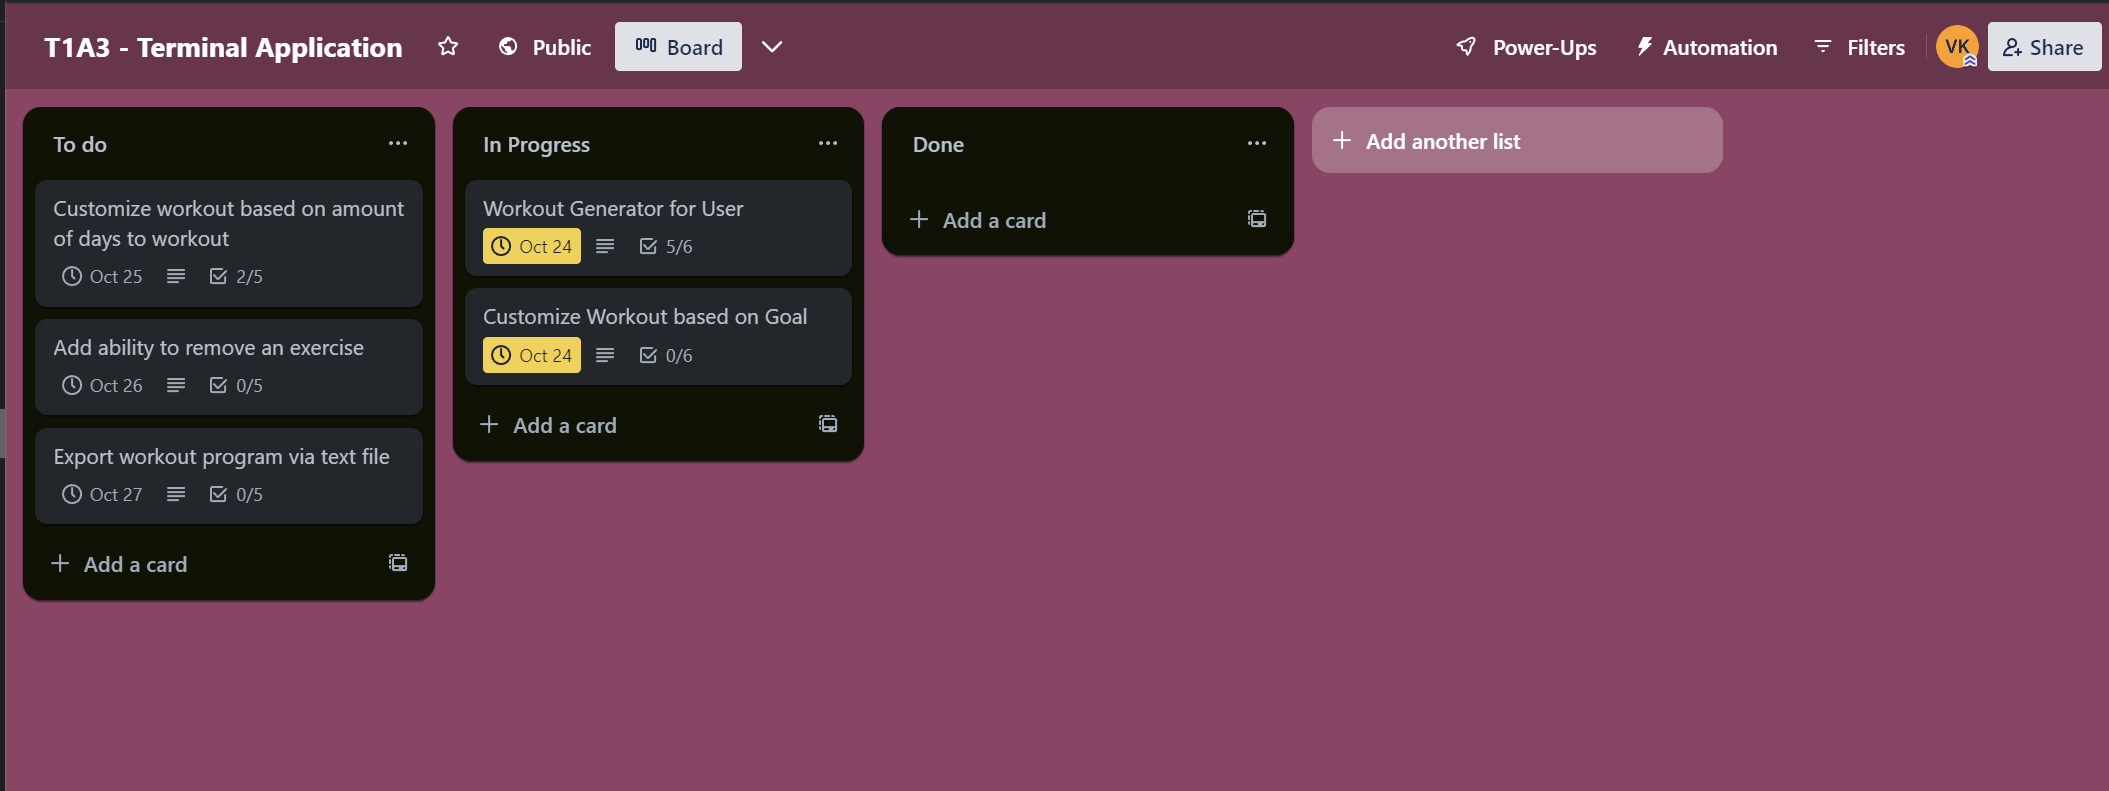 T1A3 - Terminal Application
Public
Board
Power-Ups
Automation
Filters
VK
Share
To do
Customize workout based on amount
of days to workout
Oct 25 2/5
Add ability to remove an exercise
Oct 26 0/5
Export workout program via text file
Oct 27 0/5
Add a card
In Progress
Workout Generator for User
Oct 24 5/6
Customize Workout based on Goal
Oct 24 0/6
Add a card
Done
Add a card
Add another list